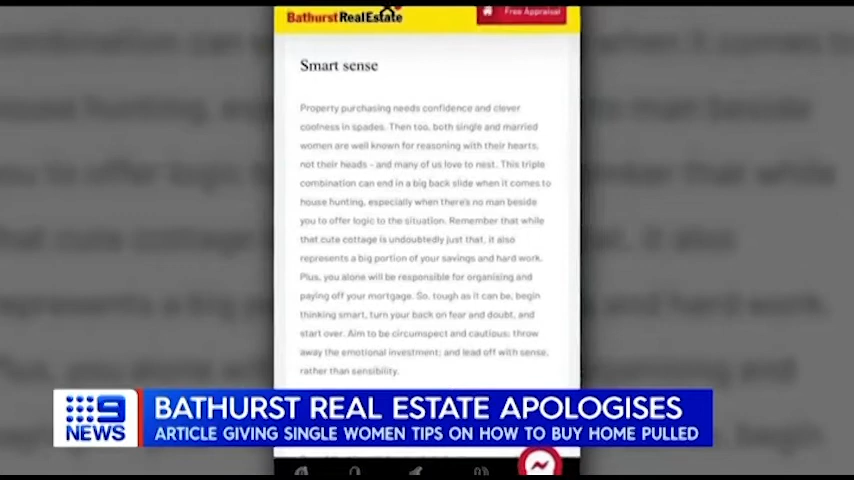 BathurstRealEstate
Free Appraisal
Smart sense
Property purchasing needs confidence and clever
coolness in spades. Then too, both single and married
women are well known for reasoning with their hearts,
not their heads - and many of us love to nest. This triple
combination can end in a big back slide when it comes to
house hunting, especially when there's no man beside
you to offer logic to the situation. Remember that while
that cute cottage is undoubtedly just that, it also
represents a big portion of your savings and hard work.
Plus, you alone will be responsible for organising and
paying off your mortgage. So, tough as it can be, begin
thinking smart, turn your back on fear and doubt, and
start over. Aim to be circumspect and cautious; throw
away the emotional investment; and lead off with sense,
rather than sensibility.
9
NEWS
BATHURST REAL ESTATE APOLOGISES
ARTICLE GIVING SINGLE WOMEN TIPS ON HOW TO BUY HOME PULLED